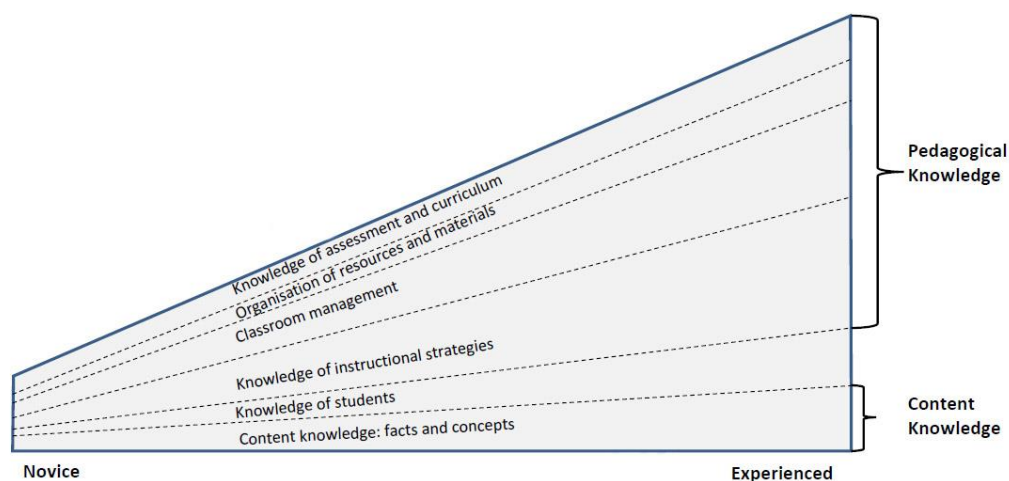 Knowledge of assessment and curriculum
Organisation of resources and materials
Classroom management
Knowledge of instructional strategies
Knowledge of students
Content knowledge: facts and concepts
Pedagogical
Knowledge
Content
Knowledge
Novice
Experienced